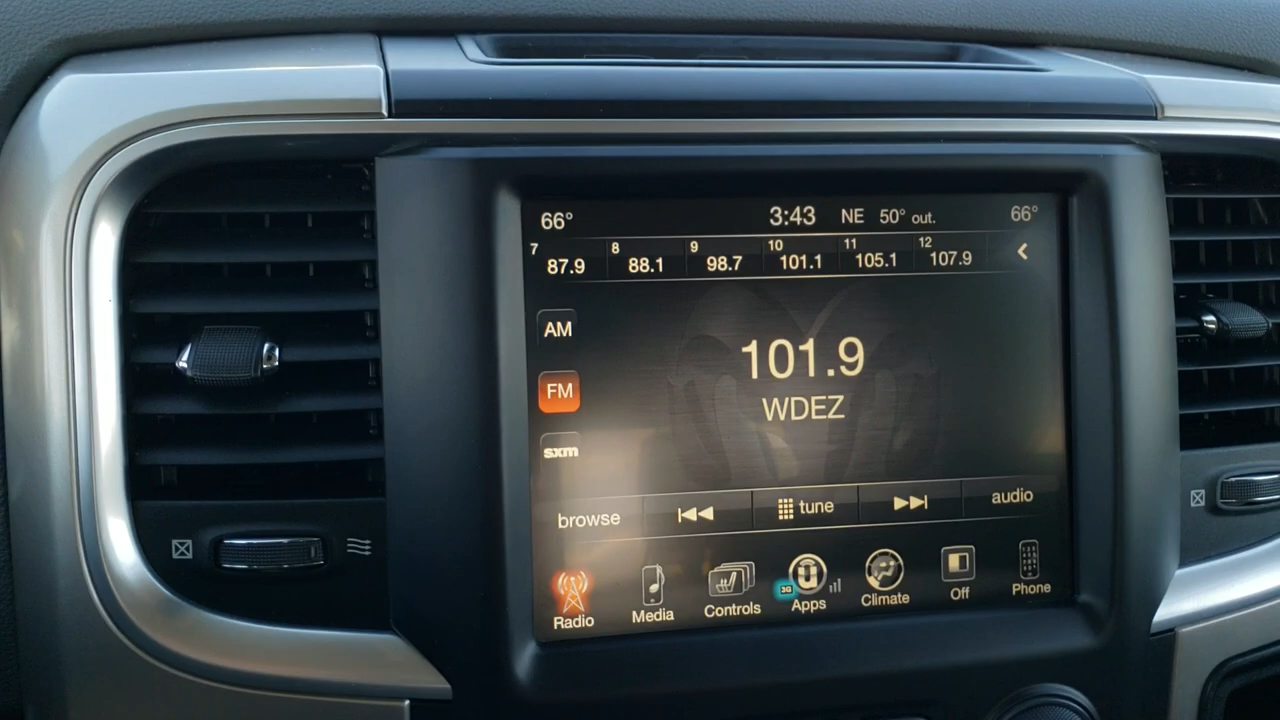 66° 3:43 NE 50° out. 66°
7 8 9 10 11 12
87.9 88.1 98.7 101.1 105.1 107.9
AM
101.9
FM
WDEZ
sxm
browse tune audio
3G
Radio Media Controls Apps Climate Off Phone